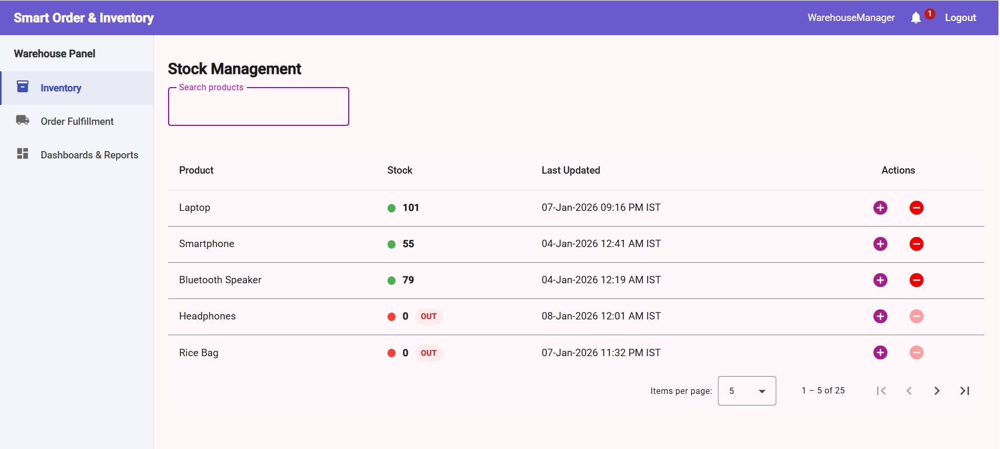 Smart Order & Inventory
WarehouseManager
1
Logout
Warehouse Panel
Inventory
Order Fulfillment
Dashboards & Reports
Stock Management
Search products
Product Stock Last Updated Actions
Laptop 101 07-Jan-2026 09:16 PM IST
Smartphone 55 04-Jan-2026 12:41 AM IST
Bluetooth Speaker 79 04-Jan-2026 12:19 AM IST
Headphones 0 OUT 08-Jan-2026 12:01 AM IST
Rice Bag 0 OUT 07-Jan-2026 11:32 PM IST
Items per page: 5 1 – 5 of 25